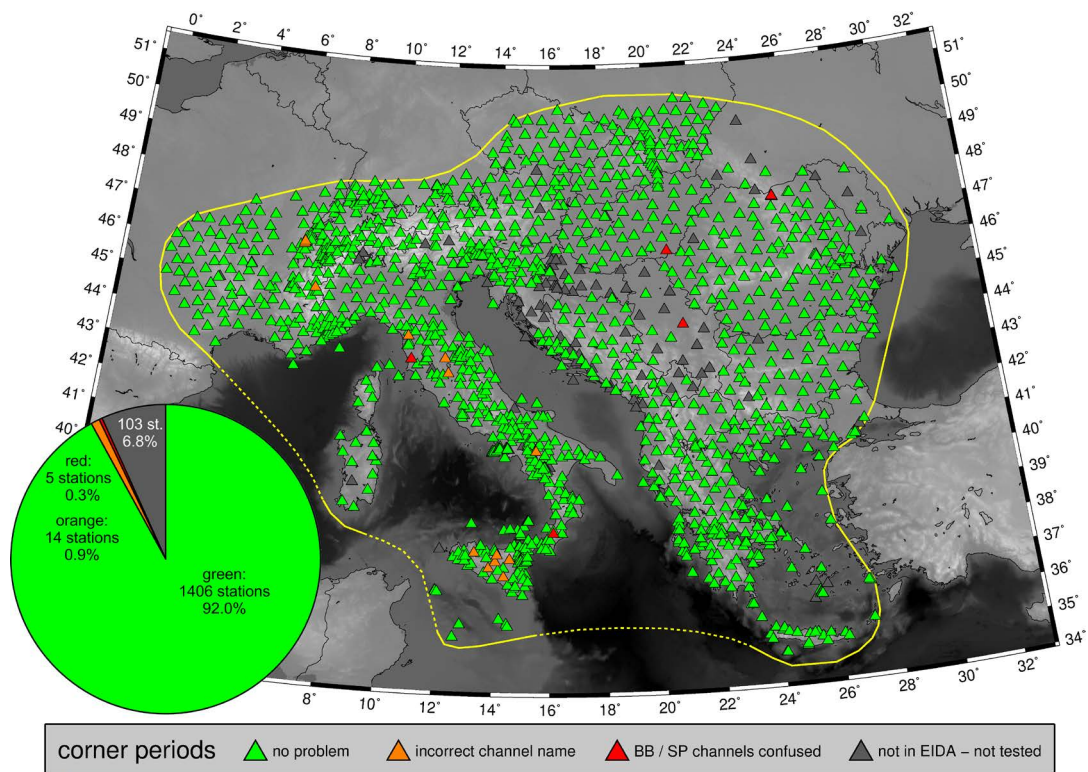 0° 2° 4° 6° 8° 10° 12° 14° 16° 18° 20° 22° 24° 26° 28° 30° 32°
51° 51°
50° 50°
49° 49°
48° 48°
47° 47°
46° 46°
45° 45°
44° 44°
43° 43°
42° 42°
41° 41°
40° 40°
39°
38°
37°
36°
35°
34°
8° 10° 12° 14° 16° 18° 20° 22° 24° 26° 28° 30° 32°
103 st.
6.8%
red:
5 stations
0.3%
orange:
14 stations
0.9%
green:
1406 stations
92.0%
corner periods no problem incorrect channel name BB / SP channels confused not in EIDA – not tested